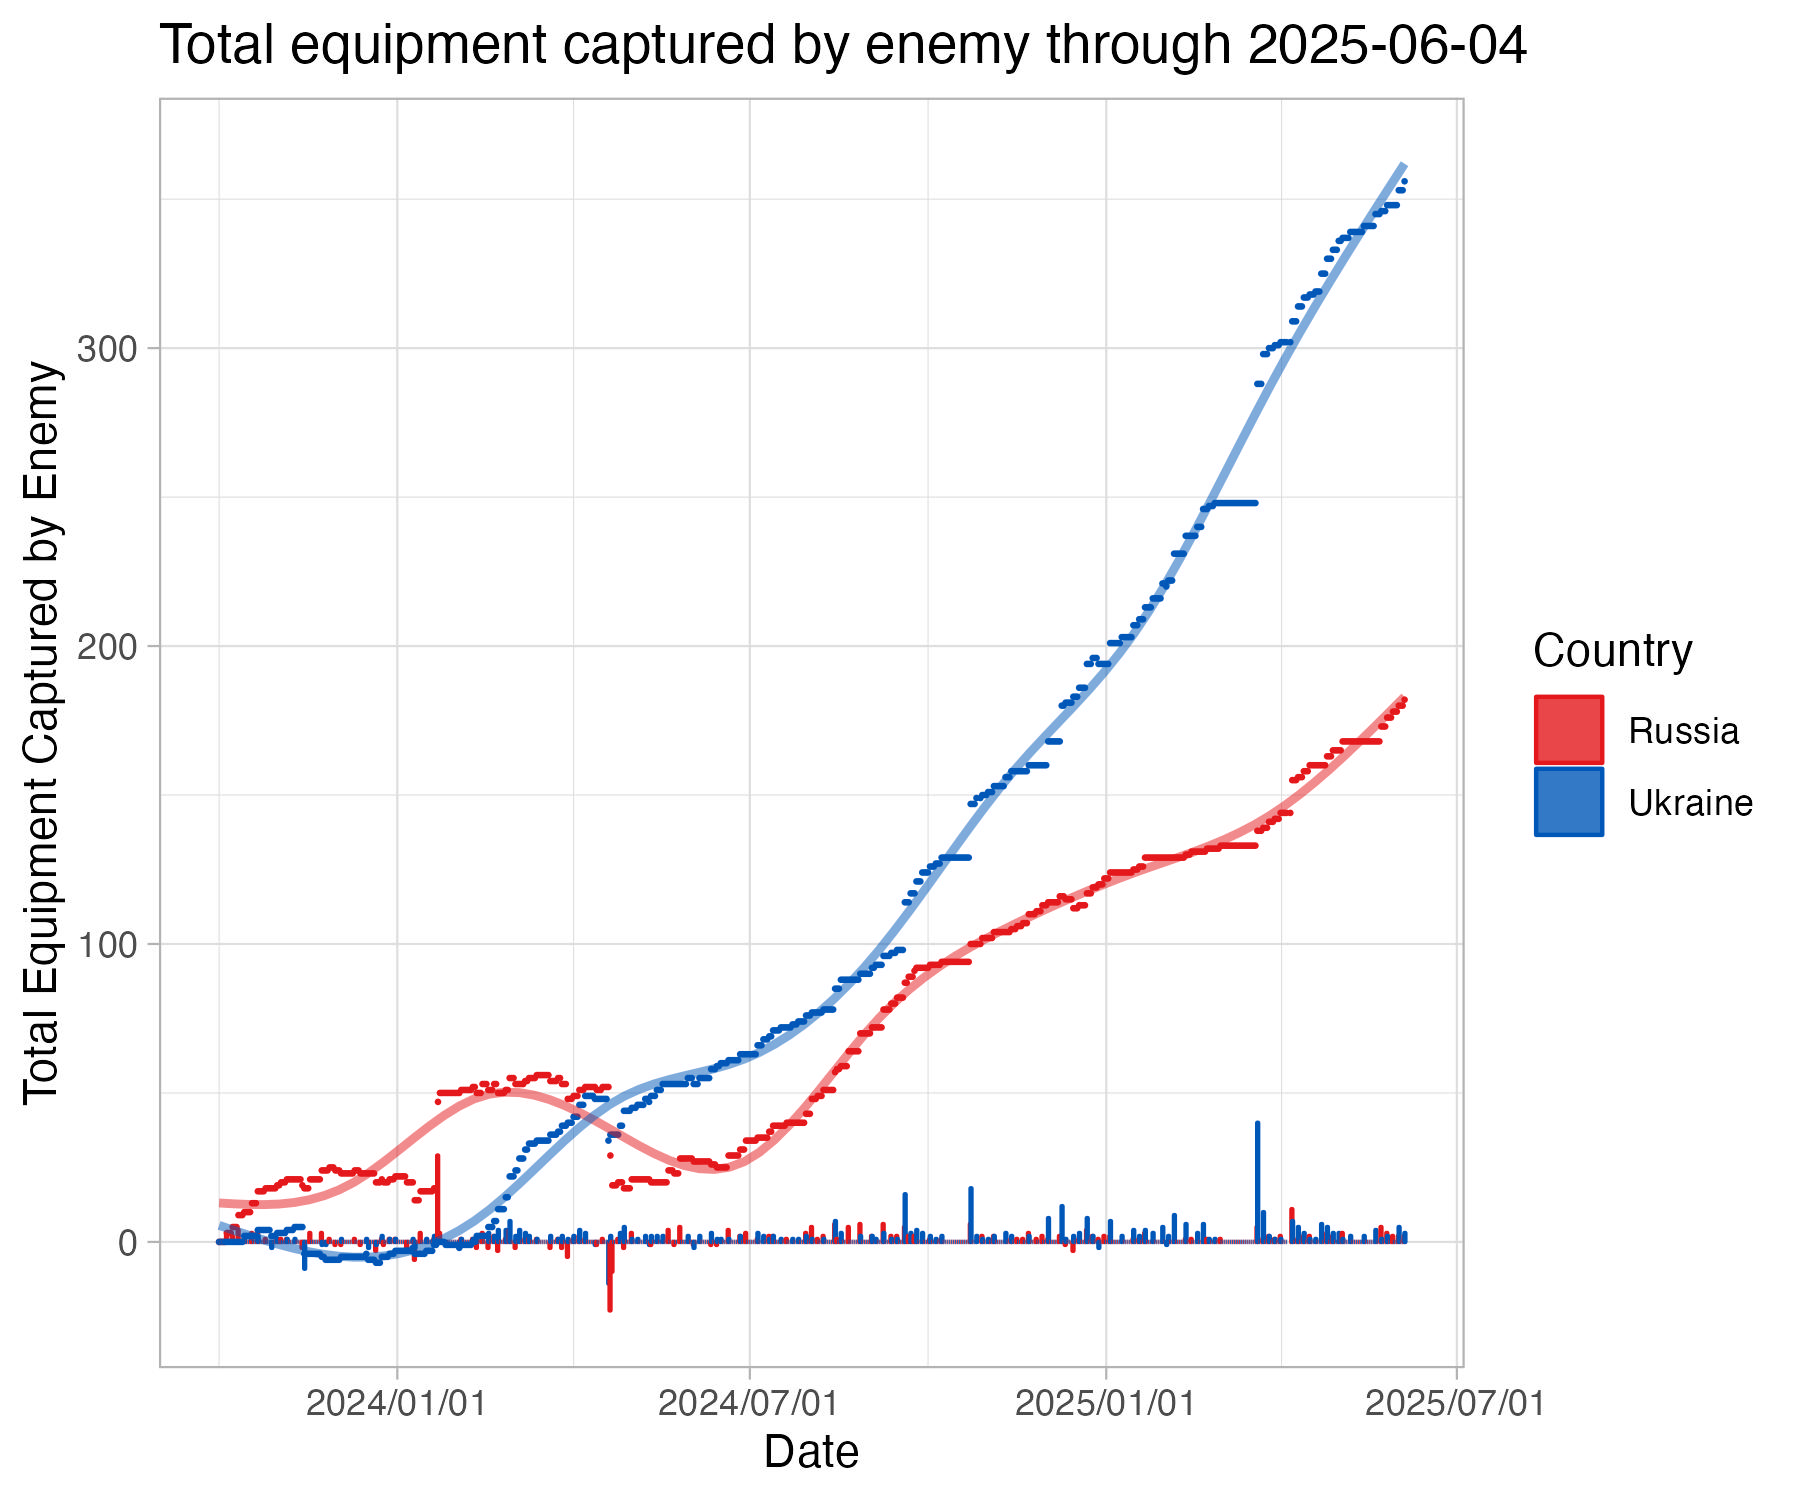 Total equipment captured by enemy through 2025-06-04
Total Equipment Captured by Enemy
300
200
100
0
2024/01/01
2024/07/01
2025/01/01
2025/07/01
Date
Country
Russia
Ukraine